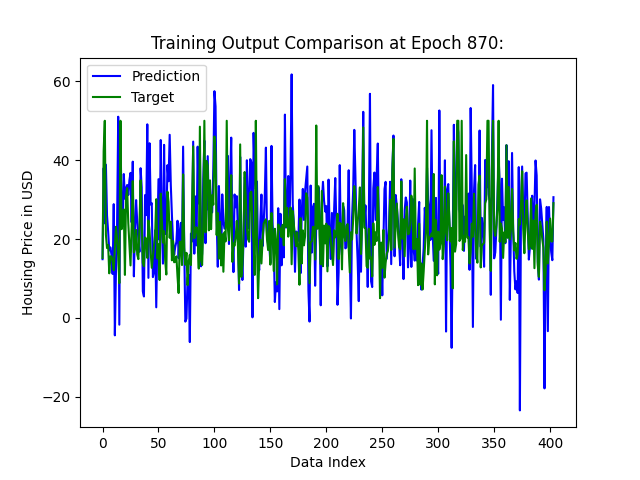 Training Output Comparison at Epoch 870:
Prediction
Target
Housing Price in USD
60
40
20
0
−20
0 50 100 150 200 250 300 350 400
Data Index